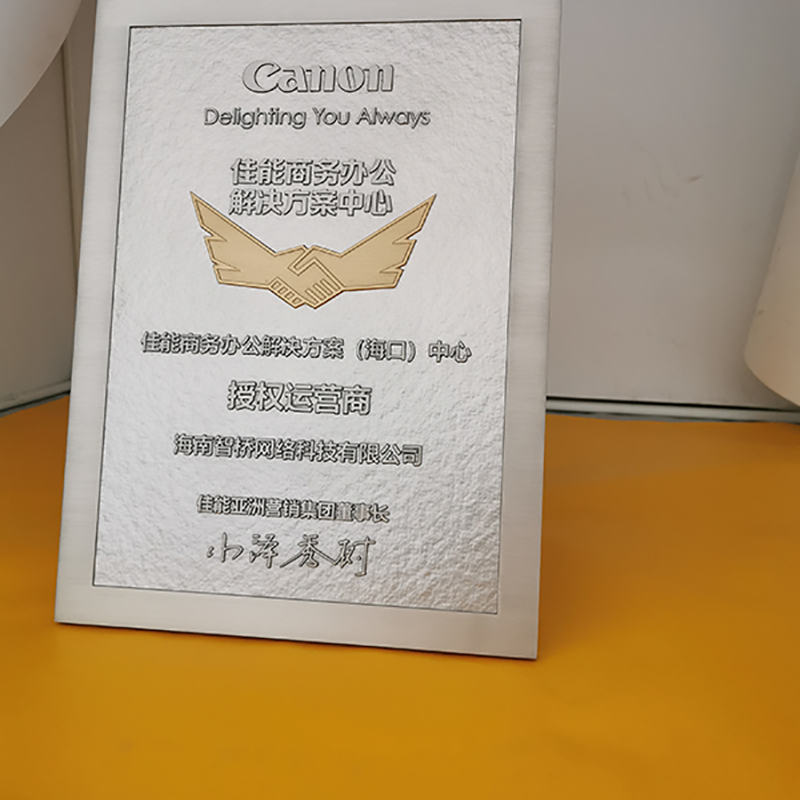 Canon
Delighting You Always
佳能商务办公
解决方案中心
佳能商务办公解决方案（海口）中心
授权运营商
海南智桥网络科技有限公司
佳能亚洲营销集团董事长
小泽秀树